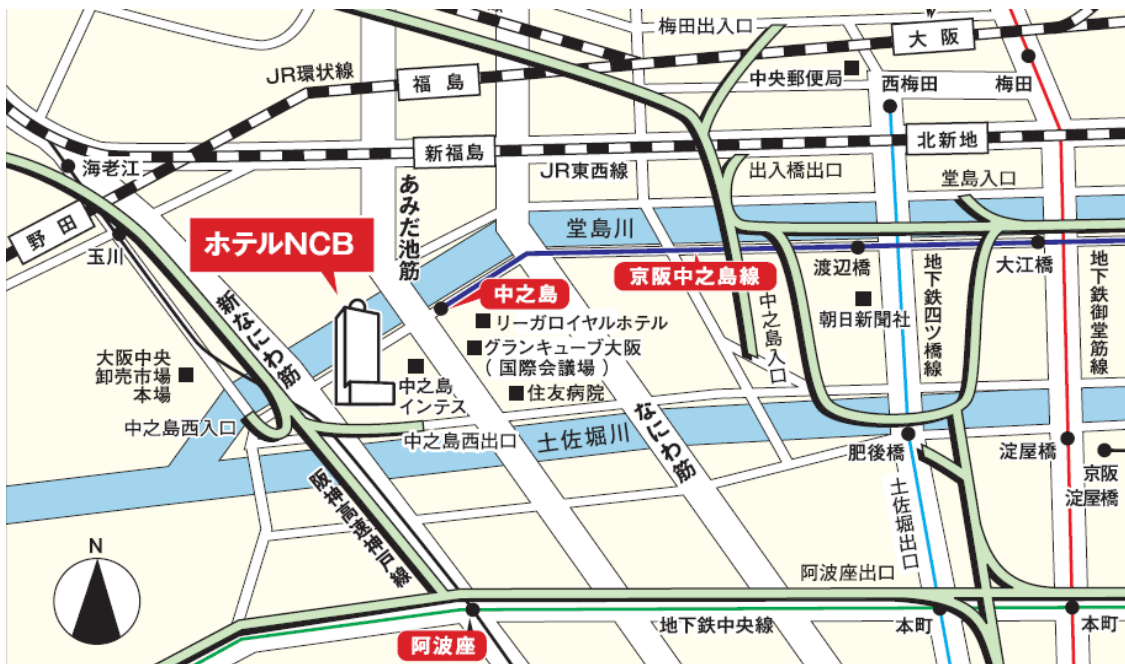 梅田出入口
大阪
JR環状線
福島
中央郵便局
西梅田
梅田
海老江
新福島
JR東西線
出入橋出口
北新地
堂島入口
野田
玉川
ホテルNCB
あみだ池筋
堂島川
中之島
京阪中之島線
渡辺橋
大江橋
中之島入口
朝日新聞社
地下鉄四ツ橋線
地下鉄御堂筋線
新なにわ筋
リーガロイヤルホテル
グランキューブ大阪
(国際会議場)
大阪中央
卸売市場
本場
中之島
インテス
住友病院
なにわ筋
中之島西入口
中之島西出口
土佐堀川
肥後橋
淀屋橋
京阪
淀屋橋
阪神高速神戸線
土佐堀出口
N
阿波座出口
阿波座
地下鉄中央線
本町
本町